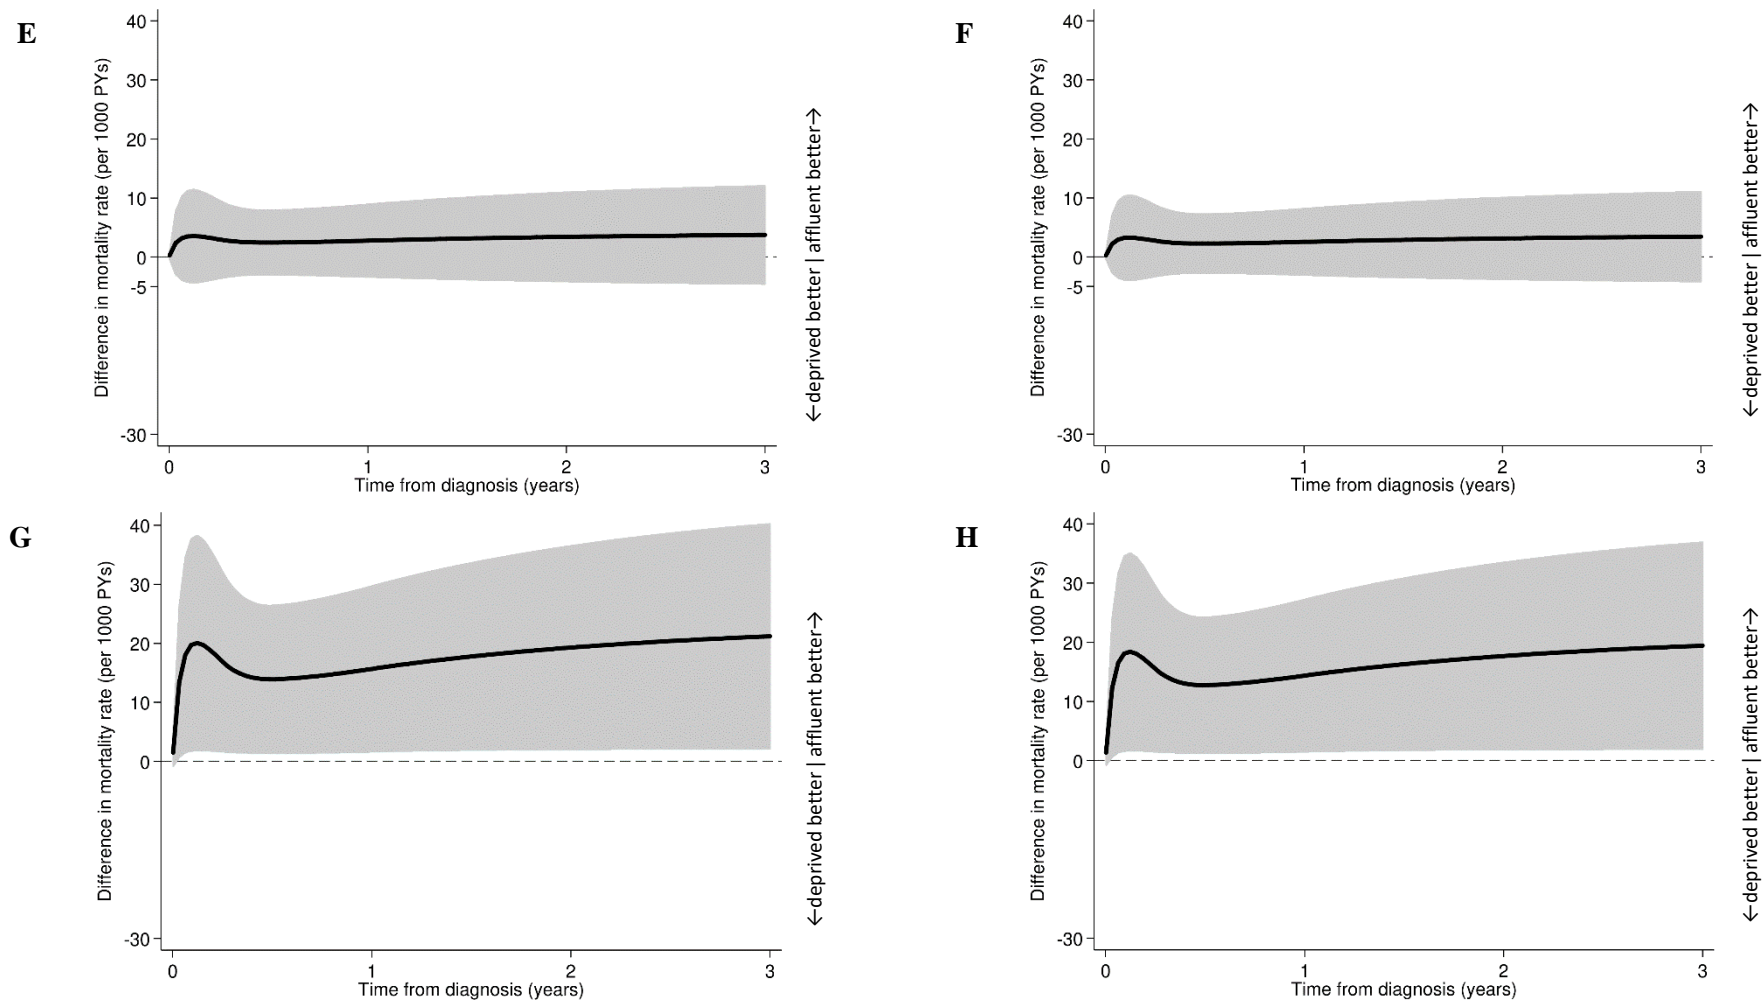 E
Difference in mortality rate (per 1000 PYs)
40
30
20
10
0
-5
-30
0 1 2 3
Time from diagnosis (years)
←deprived better | affluent better→
F
Difference in mortality rate (per 1000 PYs)
40
30
20
10
0
-5
-30
0 1 2 3
Time from diagnosis (years)
←deprived better | affluent better→
G
Difference in mortality rate (per 1000 PYs)
40
30
20
10
0
-30
0 1 2 3
Time from diagnosis (years)
←deprived better | affluent better→
H
Difference in mortality rate (per 1000 PYs)
40
30
20
10
0
-30
0 1 2 3
Time from diagnosis (years)
←deprived better | affluent better→